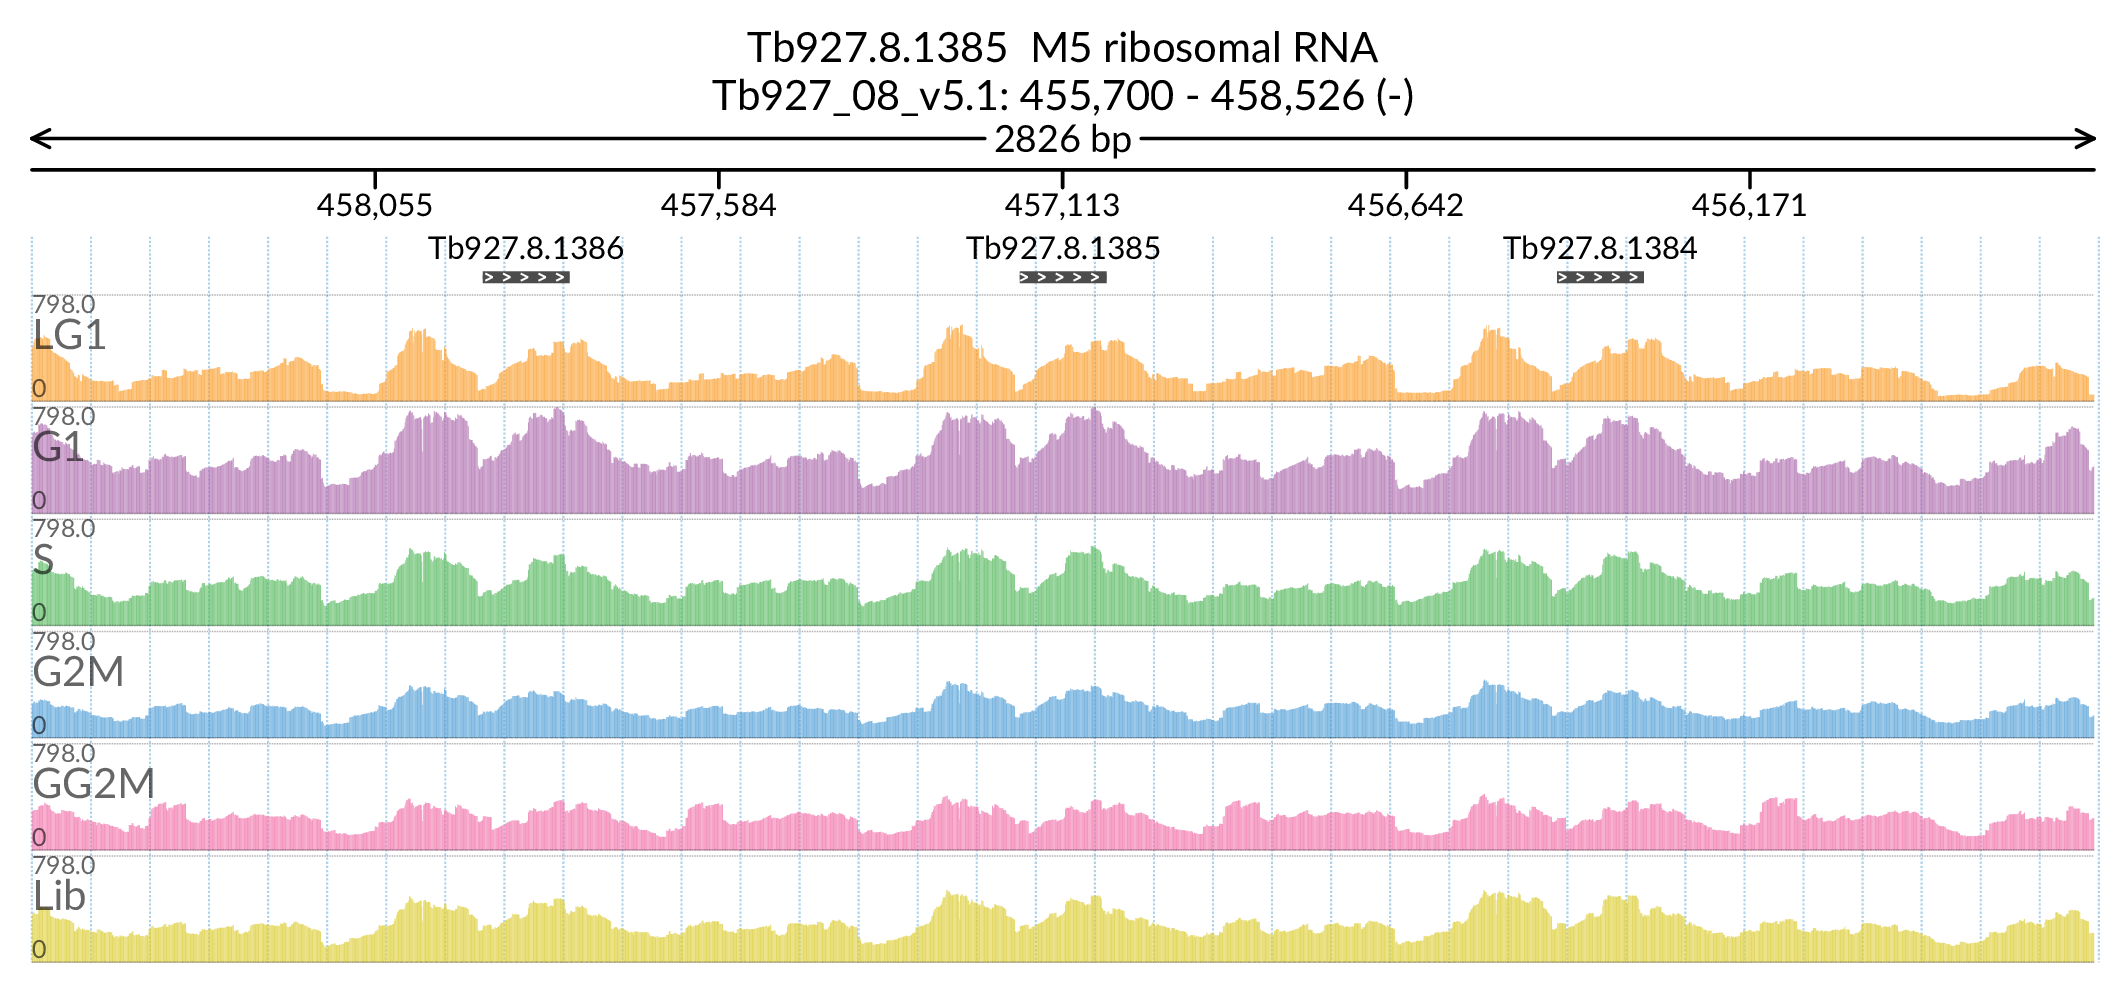 Tb927.8.1385 M5 ribosomal RNA
Tb927_08_v5.1: 455,700 - 458,526 (-)
2826 bp
458,055 457,584 457,113 456,642 456,171
Tb927.8.1386 Tb927.8.1385 Tb927.8.1384
798.0
LG1
0
798.0
G1
0
798.0
S
0
798.0
G2M
0
798.0
GG2M
0
798.0
Lib
0